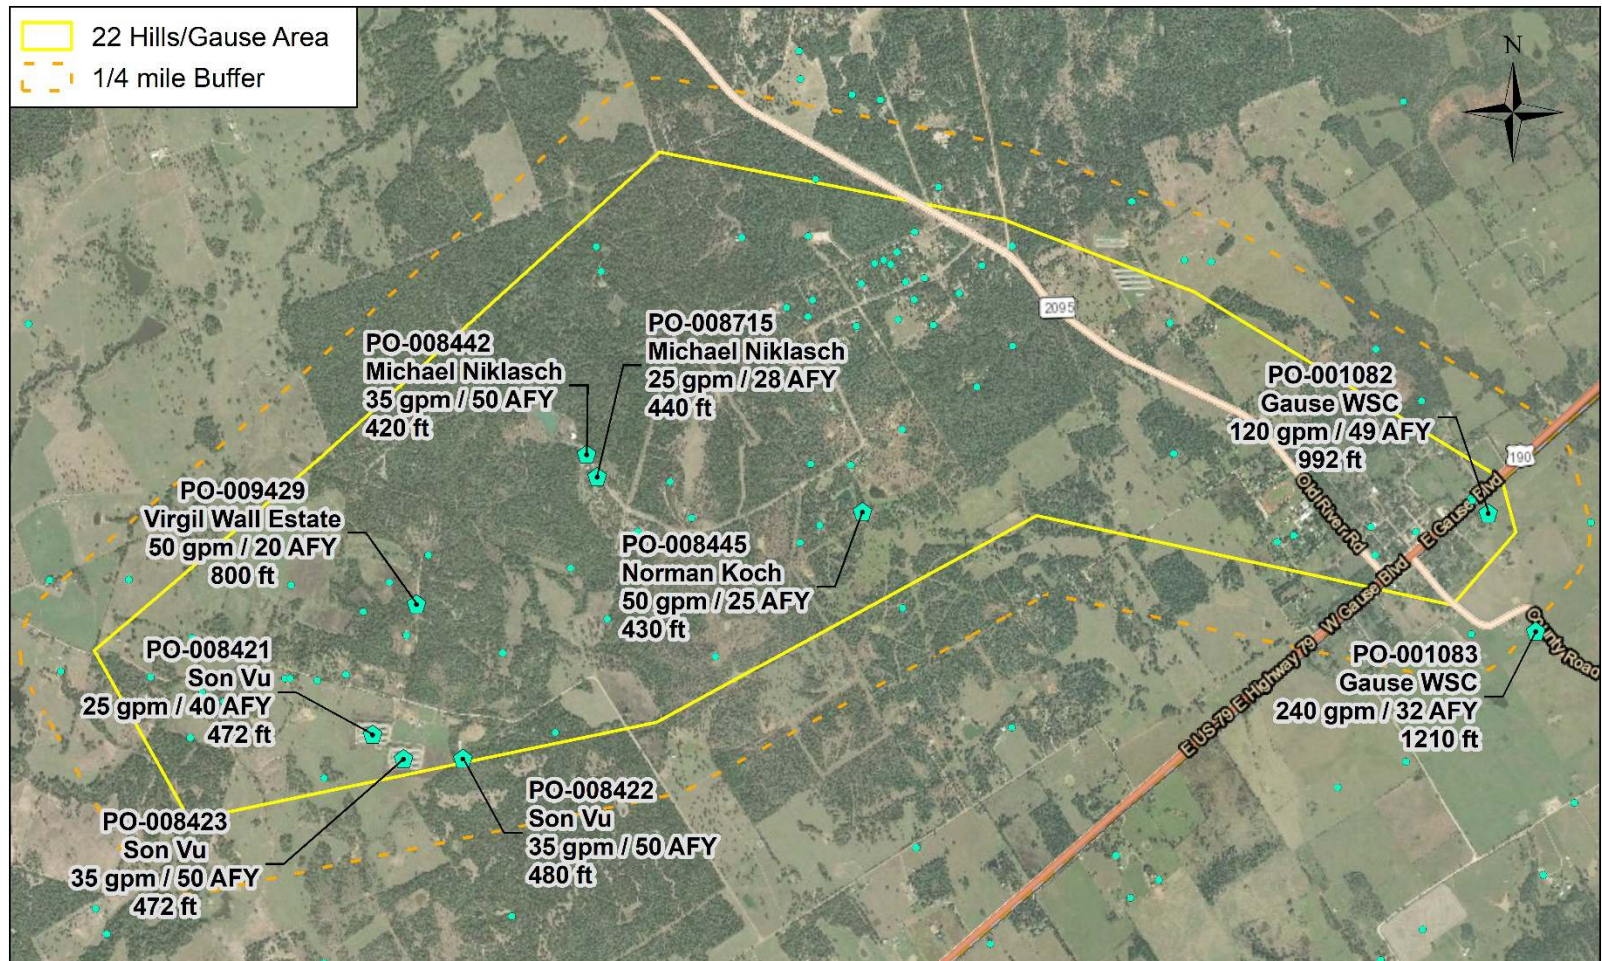 22 Hills/Gause Area
1/4 mile Buffer
N
2095
PO-008442
Michael Niklasch
35 gpm / 50 AFY
420 ft
PO-008715
Michael Niklasch
25 gpm / 28 AFY
440 ft
PO-001082
Gause WSC
120 gpm / 49 AFY
992 ft
190
PO-009429
Virgil Wall Estate
50 gpm / 20 AFY
800 ft
PO-008445
Norman Koch
50 gpm / 25 AFY
430 ft
Old River Rd
E Gause Blvd
W Gause Blvd
E US-79 E Highway 79
County Road
PO-008421
Son Vu
25 gpm / 40 AFY
472 ft
PO-001083
Gause WSC
240 gpm / 32 AFY
1210 ft
PO-008423
Son Vu
35 gpm / 50 AFY
472 ft
PO-008422
Son Vu
35 gpm / 50 AFY
480 ft